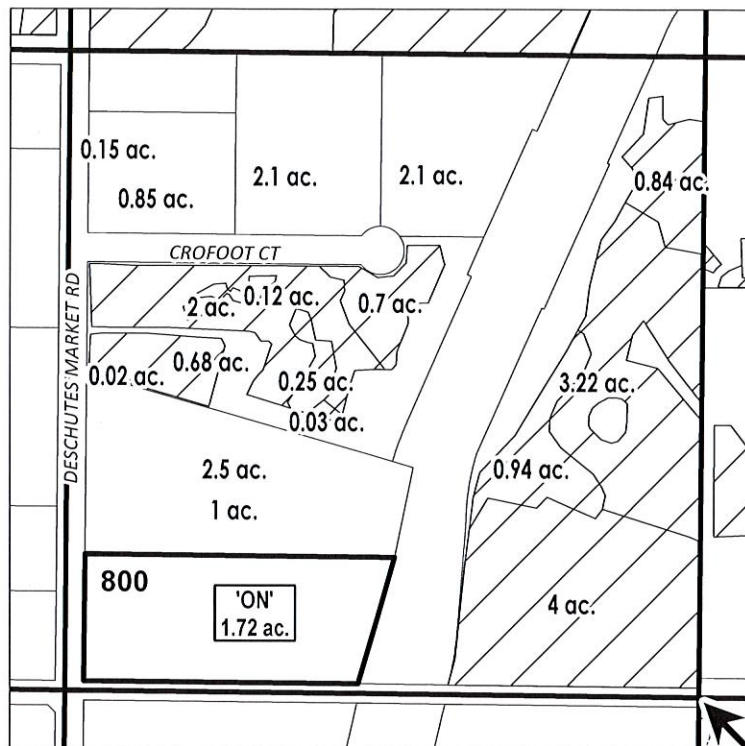 0.15 ac.
0.85 ac.
2.1 ac.
2.1 ac.
0.84 ac.
CROFOOT CT
DESCHUTES MARKET RD
2 ac.
0.12 ac.
0.7 ac.
0.02 ac.
0.68 ac.
0.25 ac.
0.03 ac.
3.22 ac.
0.94 ac.
2.5 ac.
1 ac.
800
'ON'
1.72 ac.
4 ac.